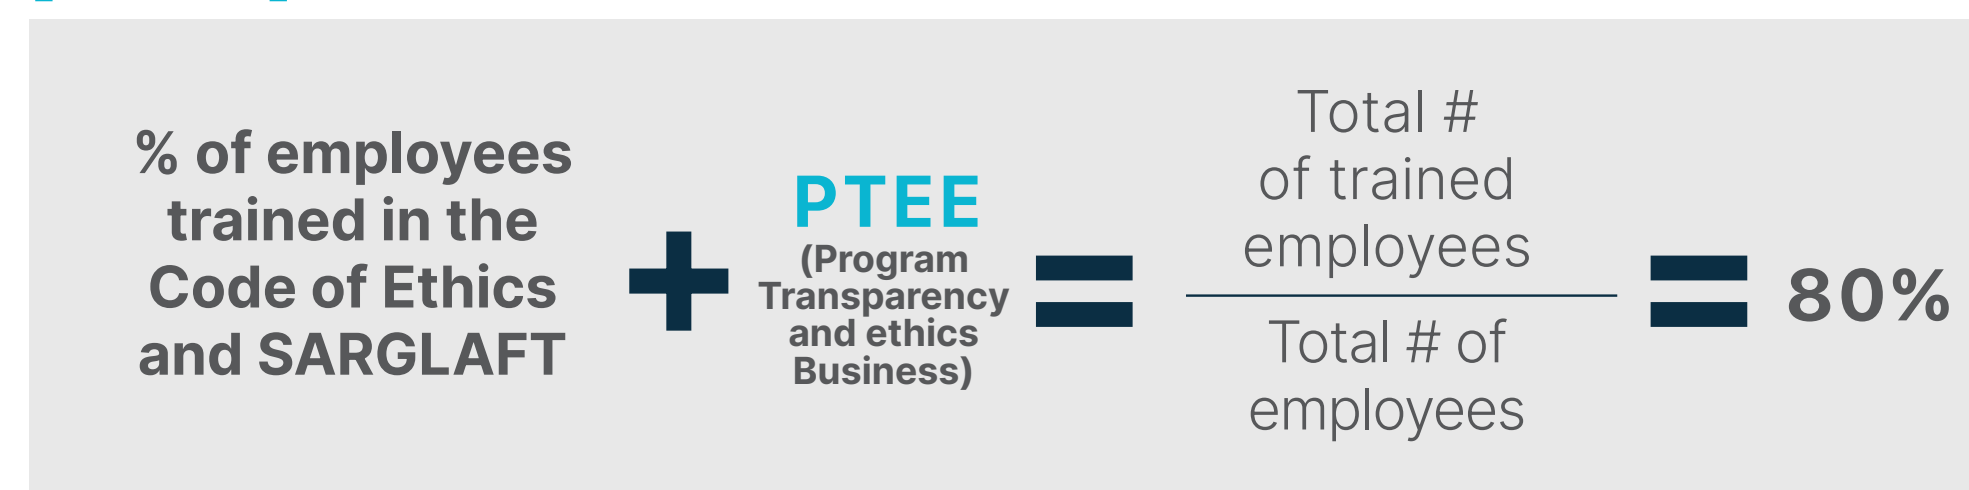 % of employees
trained in the
Code of Ethics
and SARGLAFT
+
PTEE
(Program
Transparency
and ethics
Business)
=
Total #
of trained
employees
Total # of
employees
=
80%